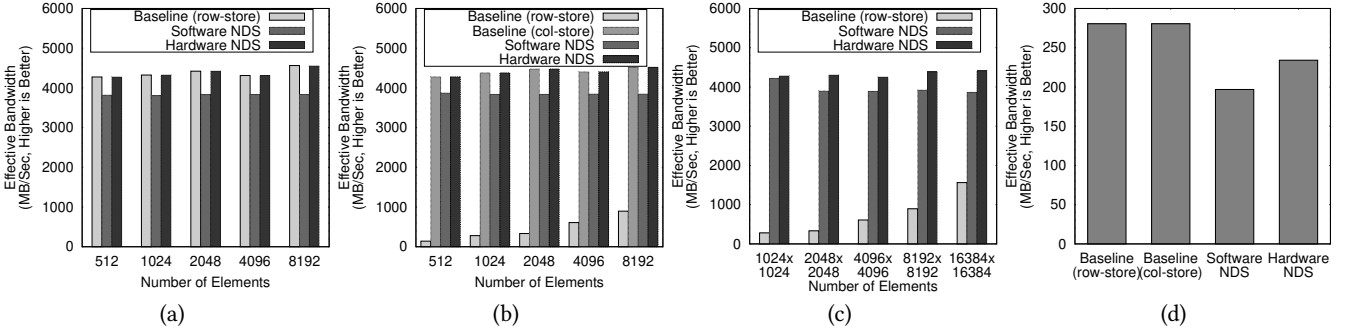 Effective Bandwidth
(MB/Sec, Higher is Better)
6000
5000
4000
3000
2000
1000
0
Baseline (row-store)
Software NDS
Hardware NDS
512 1024 2048 4096 8192
Number of Elements
(a)
Effective Bandwidth
(MB/Sec, Higher is Better)
6000
5000
4000
3000
2000
1000
0
Baseline (row-store)
Baseline (col-store)
Software NDS
Hardware NDS
512 1024 2048 4096 8192
Number of Elements
(b)
Effective Bandwidth
(MB/Sec, Higher is Better)
6000
5000
4000
3000
2000
1000
0
Baseline (row-store)
Software NDS
Hardware NDS
1024x 2048x 4096x 8192x 16384x
1024 2048 4096 8192 16384
Number of Elements
(c)
Effective Bandwidth
(MB/Sec, Higher is Better)
300
250
200
150
100
50
0
Baseline Baseline Software Hardware
(row-store) (col-store) NDS NDS
(d)